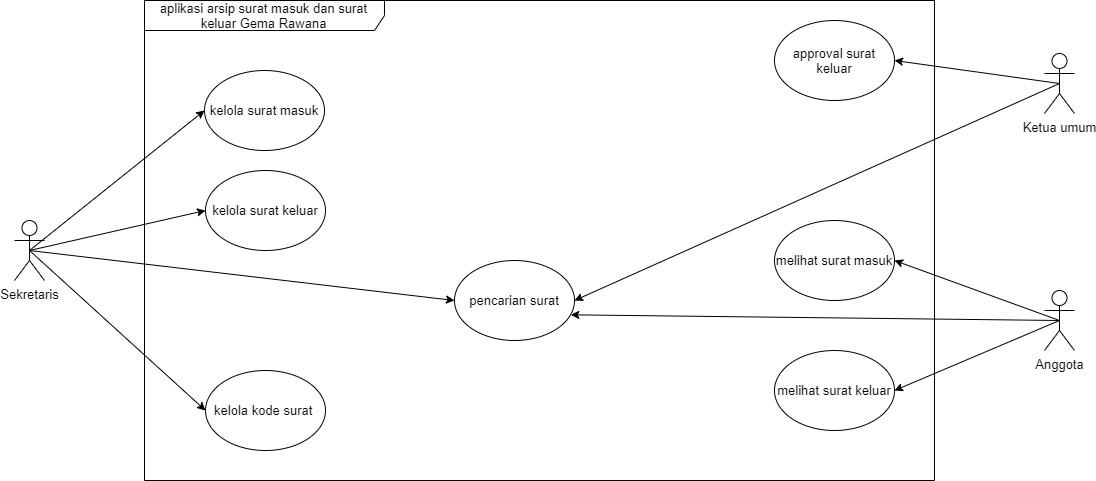 aplikasi arsip surat masuk dan surat
keluar Gema Rawana
approval surat
keluar
kelola surat masuk
Ketua umum
kelola surat keluar
melihat surat masuk
Sekretaris
pencarian surat
Anggota
melihat surat keluar
kelola kode surat